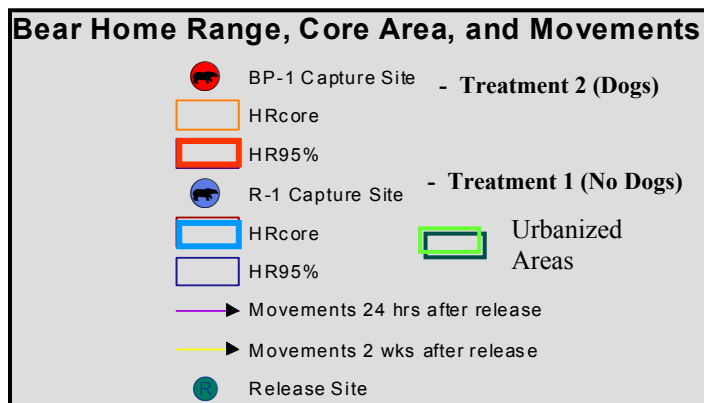 Bear Home Range, Core Area, and Movements
BP-1 Capture Site - Treatment 2 (Dogs)
HRcore
HR95%
R-1 Capture Site - Treatment 1 (No Dogs)
HRcore
Urbanized
Areas
HR95%
Movements 24 hrs after release
Movements 2 wks after release
R Release Site